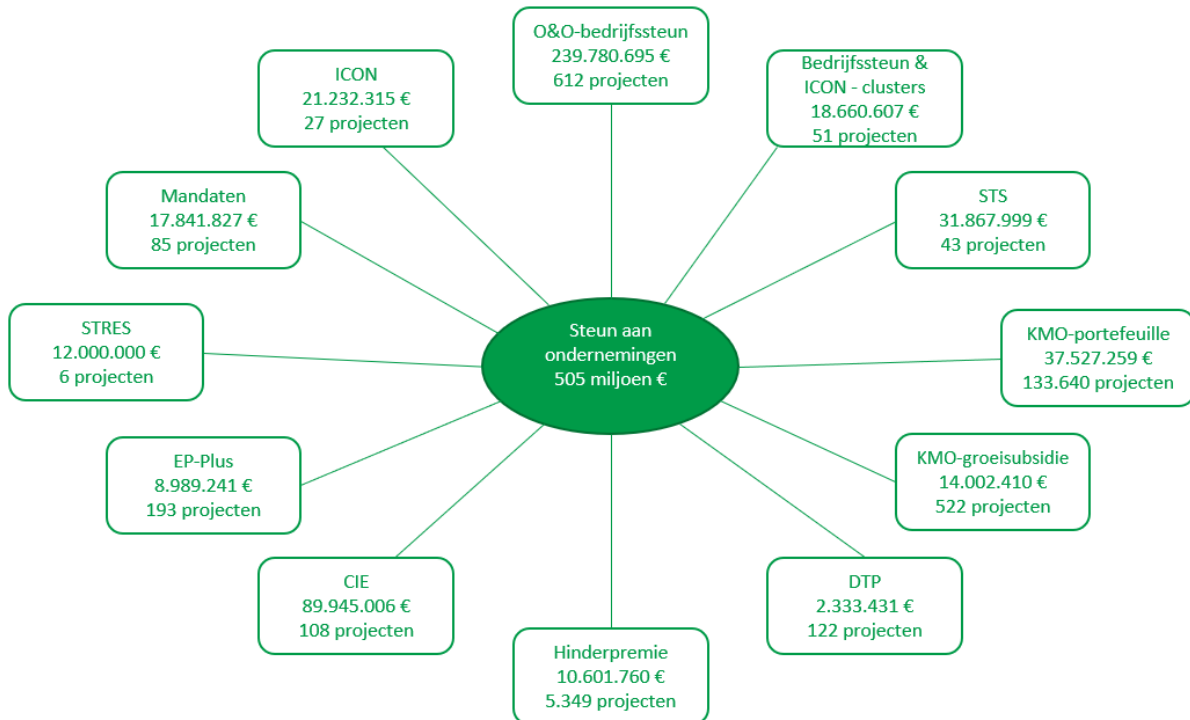 O&O-bedrijfssteun
239.780.695 €
612 projecten
Bedrijfssteun &
ICON - clusters
18.660.607 €
51 projecten
STS
31.867.999 €
43 projecten
KMO-portefeuille
37.527.259 €
133.640 projecten
KMO-groeisubsidie
14.002.410 €
522 projecten
DTP
2.333.431 €
122 projecten
Hinderpremie
10.601.760 €
5.349 projecten
CIE
89.945.006 €
108 projecten
EP-Plus
8.989.241 €
193 projecten
STRES
12.000.000 €
6 projecten
Mandaten
17.841.827 €
85 projecten
ICON
21.232.315 €
27 projecten
Steun aan
ondernemingen
505 miljoen €